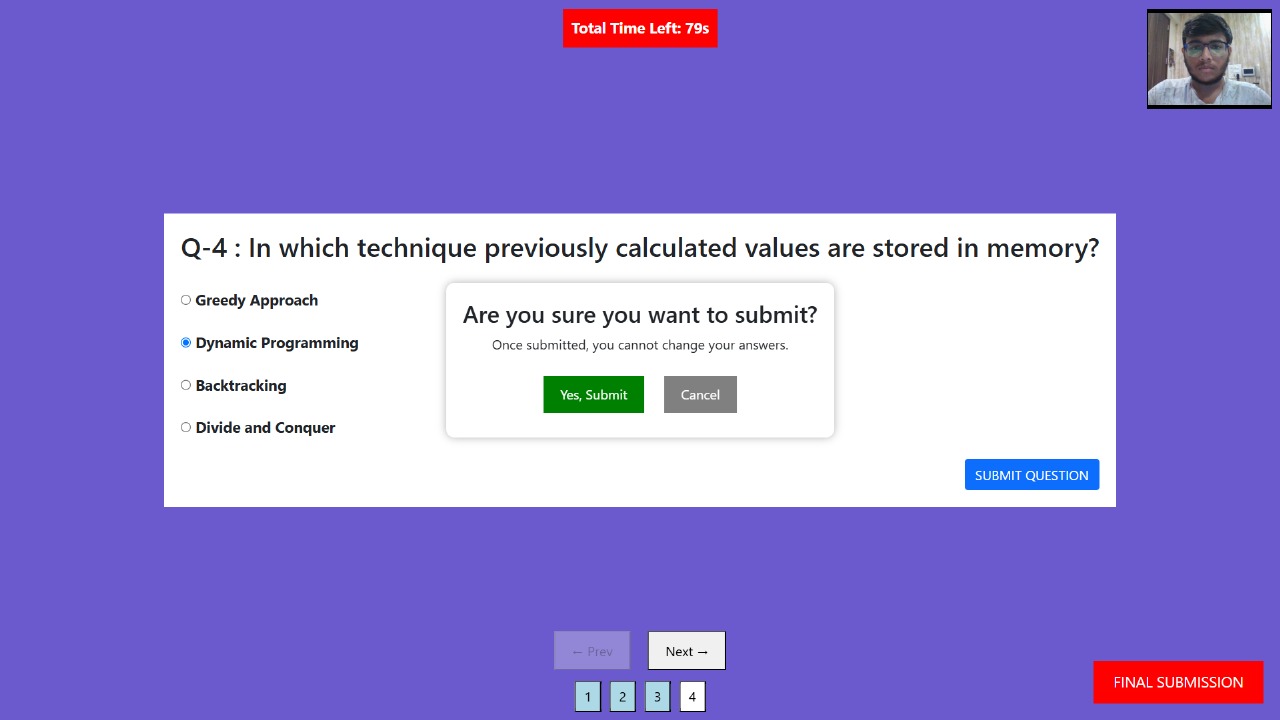 Total Time Left: 79s
Q-4 : In which technique previously calculated values are stored in memory?
Greedy Approach
Dynamic Programming
Backtracking
Divide and Conquer
Are you sure you want to submit?
Once submitted, you cannot change your answers.
Yes, Submit Cancel
SUBMIT QUESTION
← Prev Next →
1 2 3 4
FINAL SUBMISSION